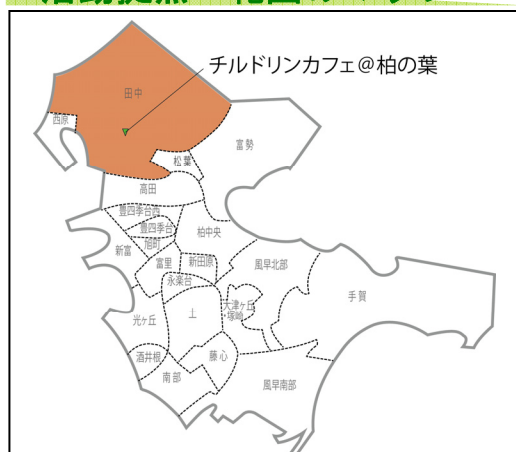 チルドリンカフェ@柏の葉
田中
西原
富勢
松葉
高田
豊四季台西
豊四季台
柏中央
旭町
新富
富里
新田原
風早北部
永楽台
手賀
大津ヶ丘
・塚崎
光ヶ丘
酒井根
藤心
南部
風早南部